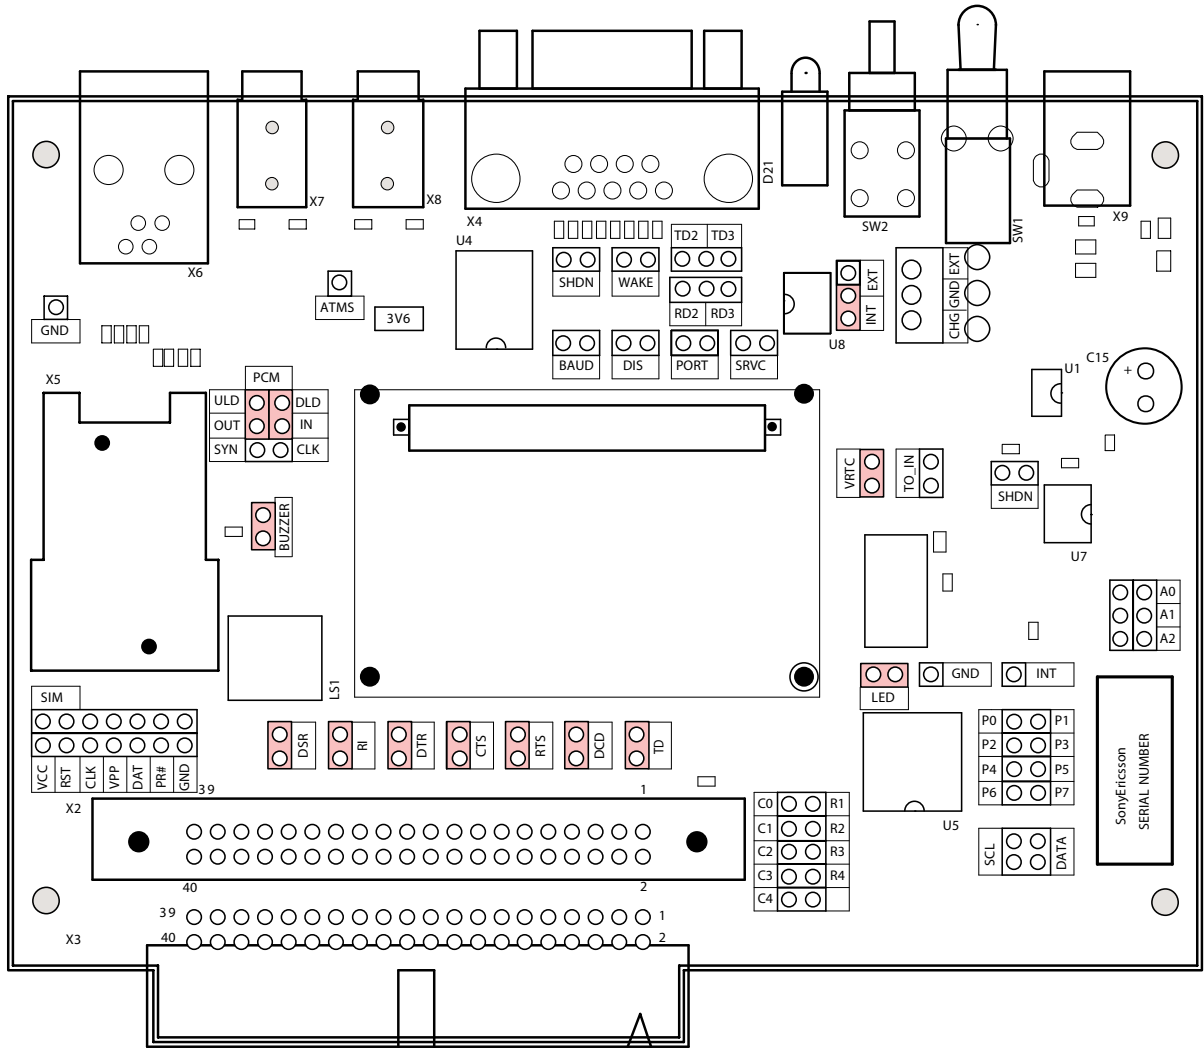 X6
X7
X8
X4
D21
SW2
SW1
X9
U4
TD2 TD3
SHDN
WAKE
RD2 RD3
EXT
INT
U8
EXT
GND
CHG
GND
ATMS
3V6
BAUD
DIS
PORT
SRVC
U1
C15
+
X5
PCM
ULD DLD
OUT IN
SYN CLK
BUZZER
VRTC
TO_IN
SHDN
U7
A0
A1
A2
LS1
LED
GND
INT
SIM
VCC
RST
CLK
VPP
DAT
PR#
GND
DSR
RI
DTR
CTS
RTS
DCD
TD
P0 P1
P2 P3
P4 P5
P6 P7
U5
SonyEricsson
SERIAL NUMBER
X2
39
1
40
2
C0 R1
C1 R2
C2 R3
C3 R4
C4
SCL
DATA
X3
39
1
40
2